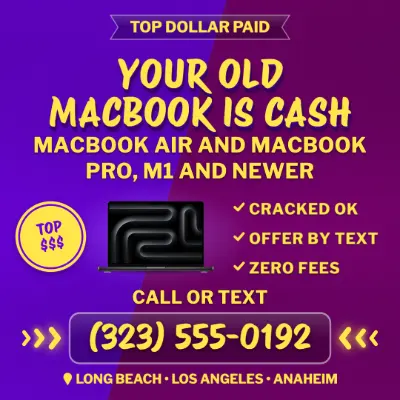 TOP DOLLAR PAID
YOUR OLD
MACBOOK IS CASH
MACBOOK AIR AND MACBOOK
PRO, M1 AND NEWER
TOP
$$$
CRACKED OK
OFFER BY TEXT
ZERO FEES
CALL OR TEXT
(323) 555-0192
LONG BEACH • LOS ANGELES • ANAHEIM